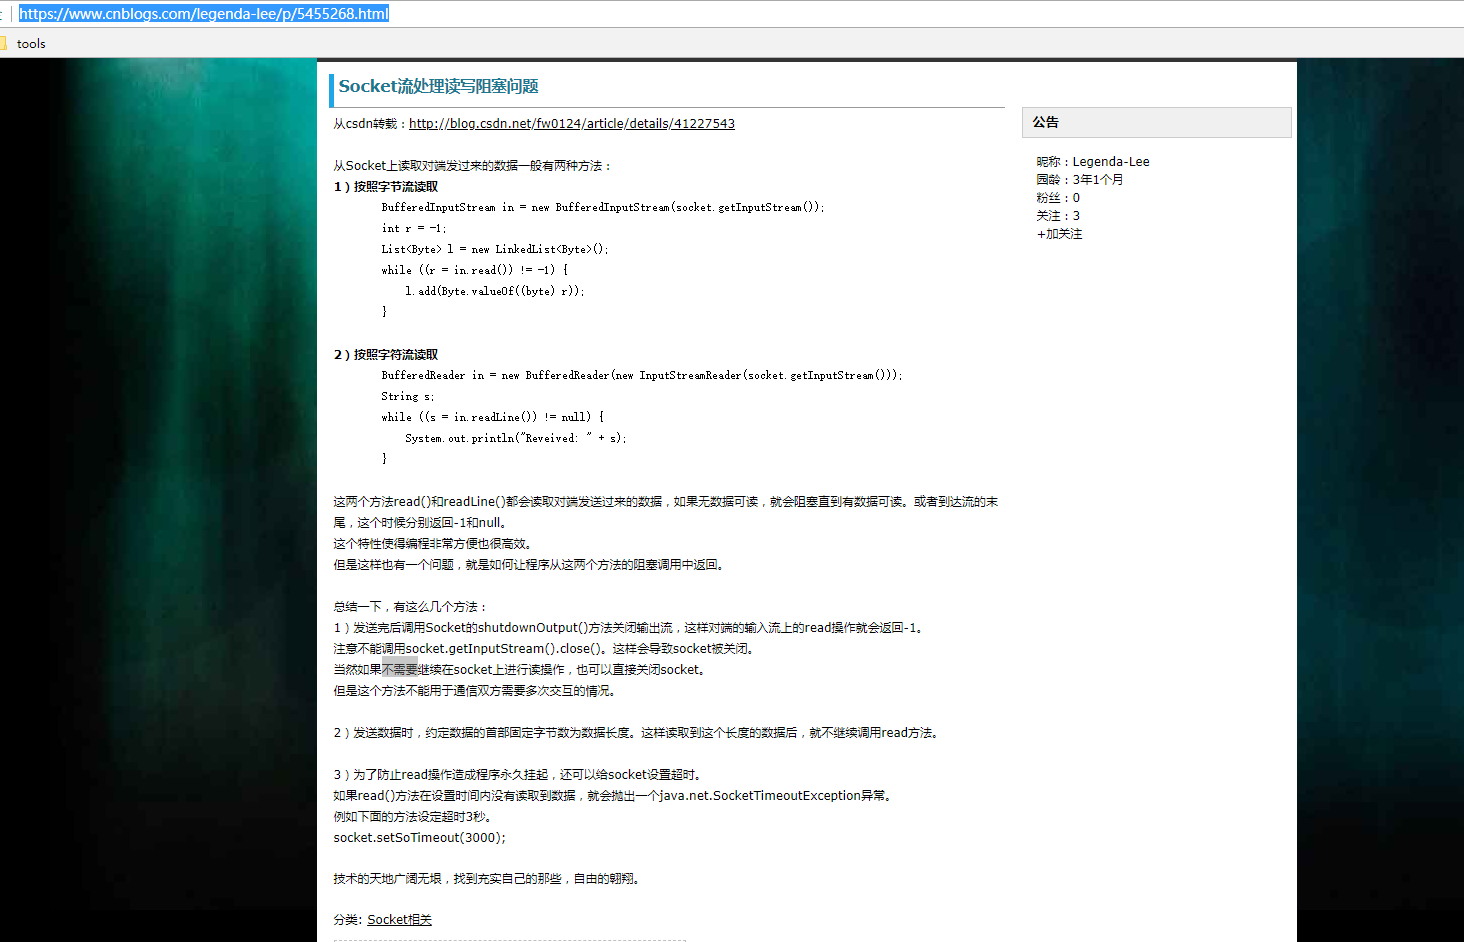 https://www.cnblogs.com/legenda-lee/p/5455268.html
tools
Socket流处理读写阻塞问题
从csdn转载：http://blog.csdn.net/fw0124/article/details/41227543
从Socket上读取对端发过来的数据一般有两种方法：
1）按照字节流读取
BufferedInputStream in = new BufferedInputStream(socket.getInputStream());
int r = -1;
List<Byte> l = new LinkedList<Byte>();
while ((r = in.read()) != -1) {
l.add(Byte.valueOf((byte) r));
}
2）按照字符流读取
BufferedReader in = new BufferedReader(new InputStreamReader(socket.getInputStream()));
String s;
while ((s = in.readLine()) != null) {
System.out.println("Reveived: " + s);
}
这两个方法read()和readLine()都会读取对端发送过来的数据，如果无数据可读，就会阻塞直到有数据可读。或者到达流的末
尾，这个时候分别返回-1和null。
这个特性使得编程非常方便也很高效。
但是这样也有一个问题，就是如何让程序从这两个方法的阻塞调用中返回。
总结一下，有这么几个方法：
1）发送完后调用Socket的shutdownOutput()方法关闭输出流，这样对端的输入流上的read操作就会返回-1。
注意不能调用socket.getInputStream().close()。这样会导致socket被关闭。
当然如果不需要继续在socket上进行读操作，也可以直接关闭socket。
但是这个方法不能用于通信双方需要多次交互的情况。
2）发送数据时，约定数据的首部固定字节数为数据长度。这样读取到这个长度的数据后，就不继续调用read方法。
3）为了防止read操作造成程序永久挂起，还可以给socket设置超时。
如果read()方法在设置时间内没有读取到数据，就会抛出一个java.net.SocketTimeoutException异常。
例如下面的方法设定超时3秒。
socket.setSoTimeout(3000);
技术的天地广阔无垠，找到充实自己的那些，自由的翱翔。
分类: Socket相关
公告
昵称：Legenda-Lee
园龄：3年1个月
粉丝：0
关注：3
+加关注